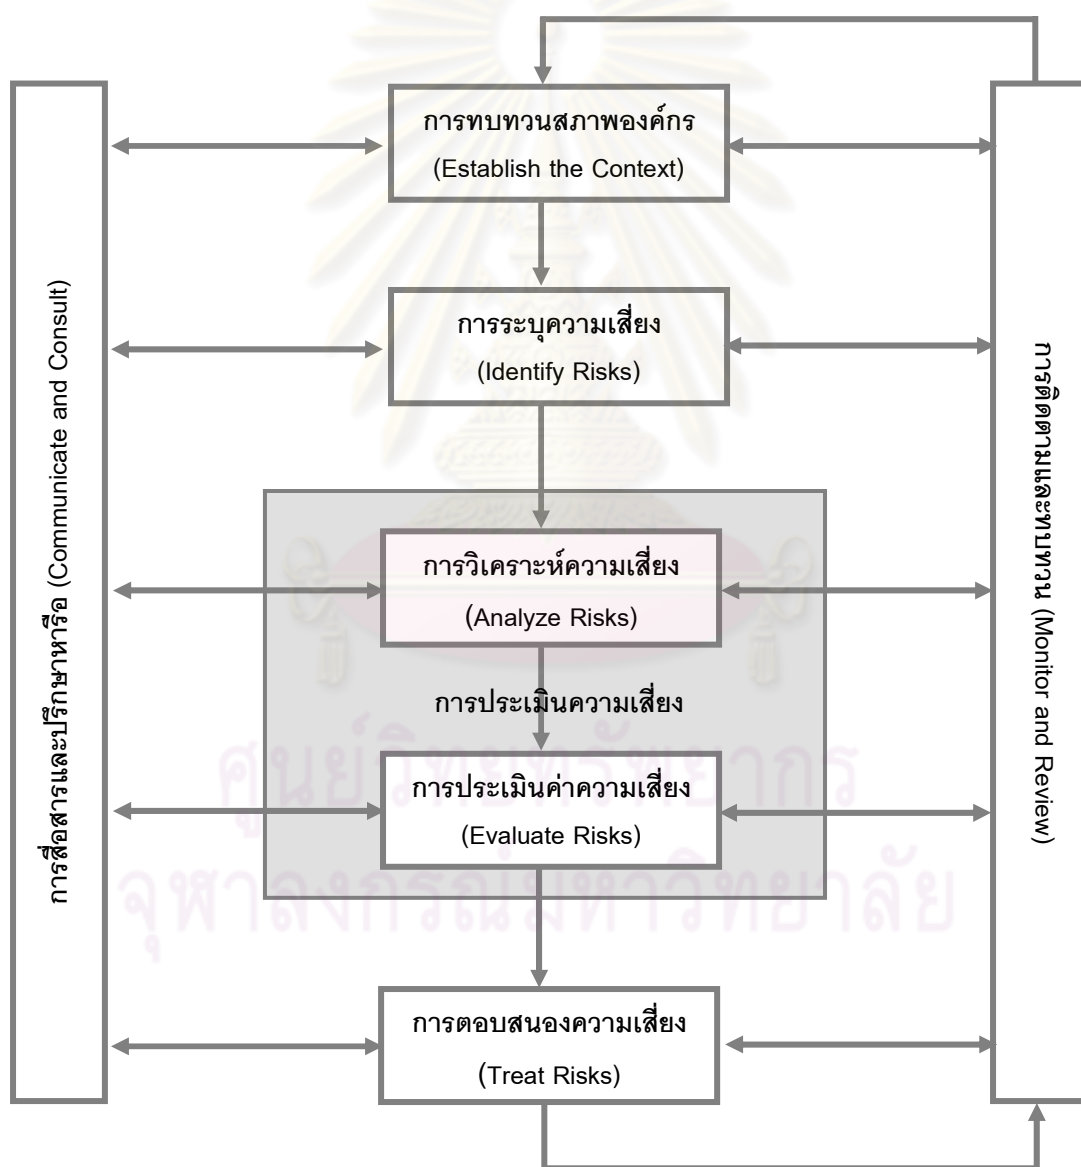 การทบทวนสภาพองค์กร
(Establish the Context)
การระบุความเสี่ยง
(Identify Risks)
การสื่อสารและปรึกษาหารือ (Communicate and Consult)
การติดตามและทบทวน (Monitor and Review)
การวิเคราะห์ความเสี่ยง
(Analyze Risks)
การประเมินความเสี่ยง
การประเมินค่าความเสี่ยง
(Evaluate Risks)
ศูนย์วิทยทรัพยากร
จุฬาลงกรณ์มหาวิทยาลัย
การตอบสนองความเสี่ยง
(Treat Risks)